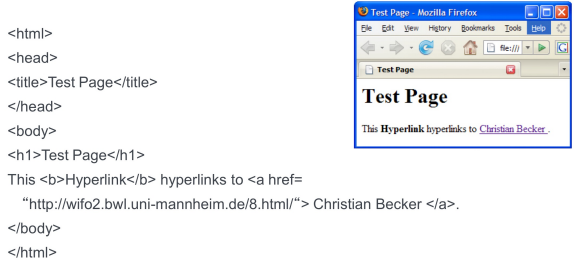 <html>
<head>
<title>Test Page</title>
</head>
<body>
<h1>Test Page</h1>
This <b>Hyperlink</b> hyperlinks to <a href=
“http://wifo2.bwl.uni-mannheim.de/8.html/“> Christian Becker </a>.
</body>
</html>
Test Page - Mozilla Firefox
File Edit View History Bookmarks Tools Help
file:///
Test Page
Test Page
This Hyperlink hyperlinks to Christian Becker .